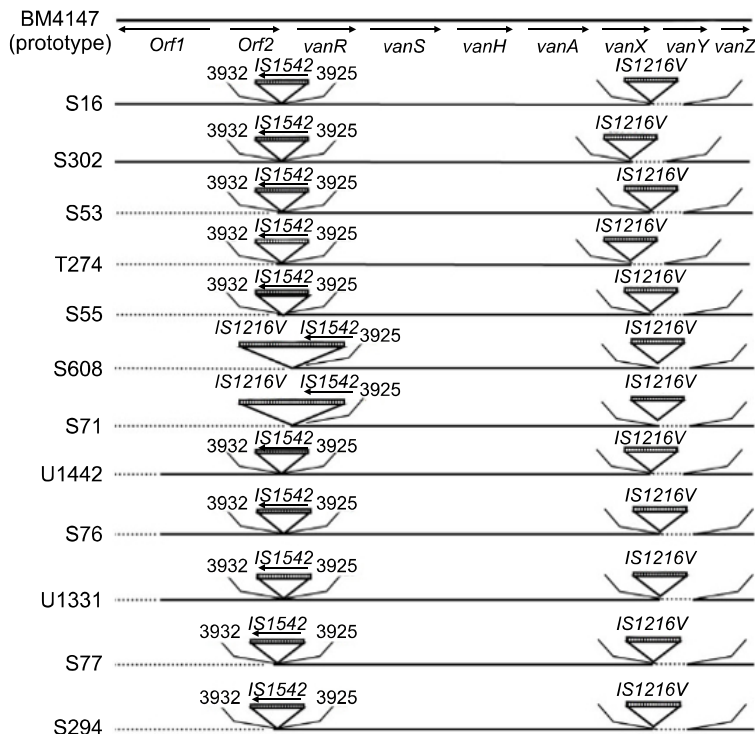 BM4147
(prototype)
Orf1 Orf2 vanR vanS vanH vanA vanX vanY vanZ
3932 IS1542 3925 IS1216V
S16
3932 IS1542 3925 IS1216V
S302
3932 IS1542 3925 IS1216V
S53
3932 IS1542 3925 IS1216V
T274
3932 IS1542 3925 IS1216V
S55
IS1216V IS1542 3925 IS1216V
S608
IS1216V IS1542 3925 IS1216V
S71
3932 IS1542 3925 IS1216V
U1442
3932 IS1542 3925 IS1216V
S76
3932 IS1542 3925 IS1216V
U1331
3932 IS1542 3925 IS1216V
S77
3932 IS1542 3925 IS1216V
S294